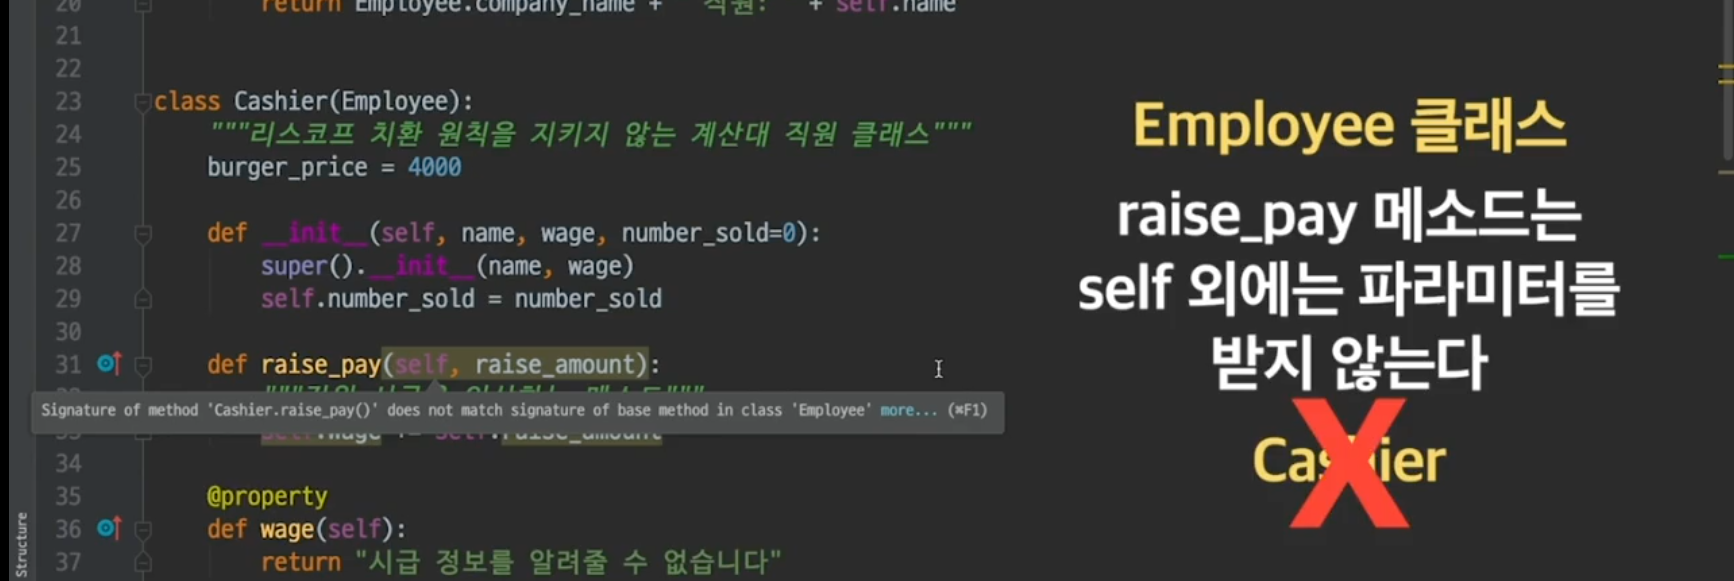 20 return Employee.company_name + " 직원: " + self.name
21
22
23 class Cashier(Employee):
24 """리스코프 치환 원칙을 지키지 않는 계산대 직원 클래스"""
25 burger_price = 4000
26
27 def __init__(self, name, wage, number_sold=0):
28 super().__init__(name, wage)
29 self.number_sold = number_sold
30
31 def raise_pay(self, raise_amount):
Signature of method 'Cashier.raise_pay()' does not match signature of base method in class 'Employee' more... (⌘F1)
self.wage self.raise_amount
34
35 @property
36 def wage(self):
37 return "시급 정보를 알려줄 수 없습니다"
Structure
Employee 클래스
raise_pay 메소드는
self 외에는 파라미터를
받지 않는다
Cashier